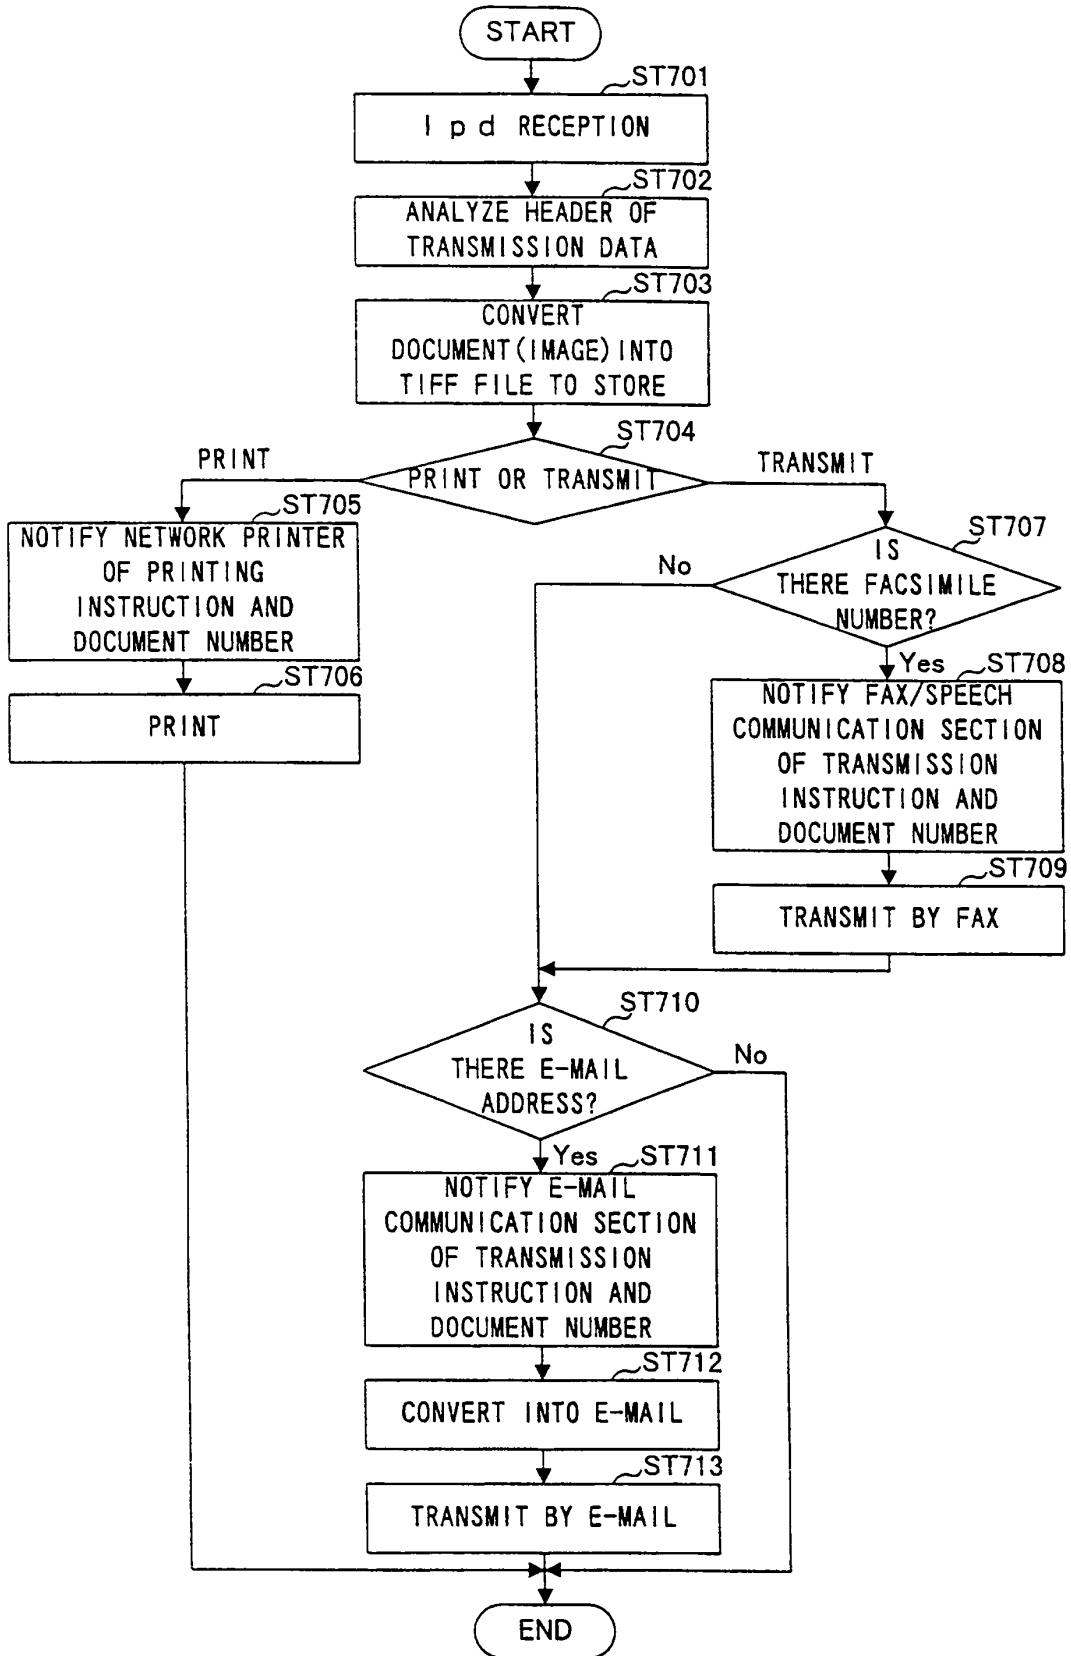 START
ST701
lpd RECEPTION
ST702
ANALYZE HEADER OF
TRANSMISSION DATA
ST703
CONVERT
DOCUMENT(IMAGE)INTO
TIFF FILE TO STORE
ST704
PRINT OR TRANSMIT
PRINT
TRANSMIT
ST705
NOTIFY NETWORK PRINTER
OF PRINTING
INSTRUCTION AND
DOCUMENT NUMBER
ST706
PRINT
ST707
IS
THERE FACSIMILE
NUMBER?
No
Yes
ST708
NOTIFY FAX/SPEECH
COMMUNICATION SECTION
OF TRANSMISSION
INSTRUCTION AND
DOCUMENT NUMBER
ST709
TRANSMIT BY FAX
ST710
IS
THERE E-MAIL
ADDRESS?
No
Yes
ST711
NOTIFY E-MAIL
COMMUNICATION SECTION
OF TRANSMISSION
INSTRUCTION AND
DOCUMENT NUMBER
ST712
CONVERT INTO E-MAIL
ST713
TRANSMIT BY E-MAIL
END